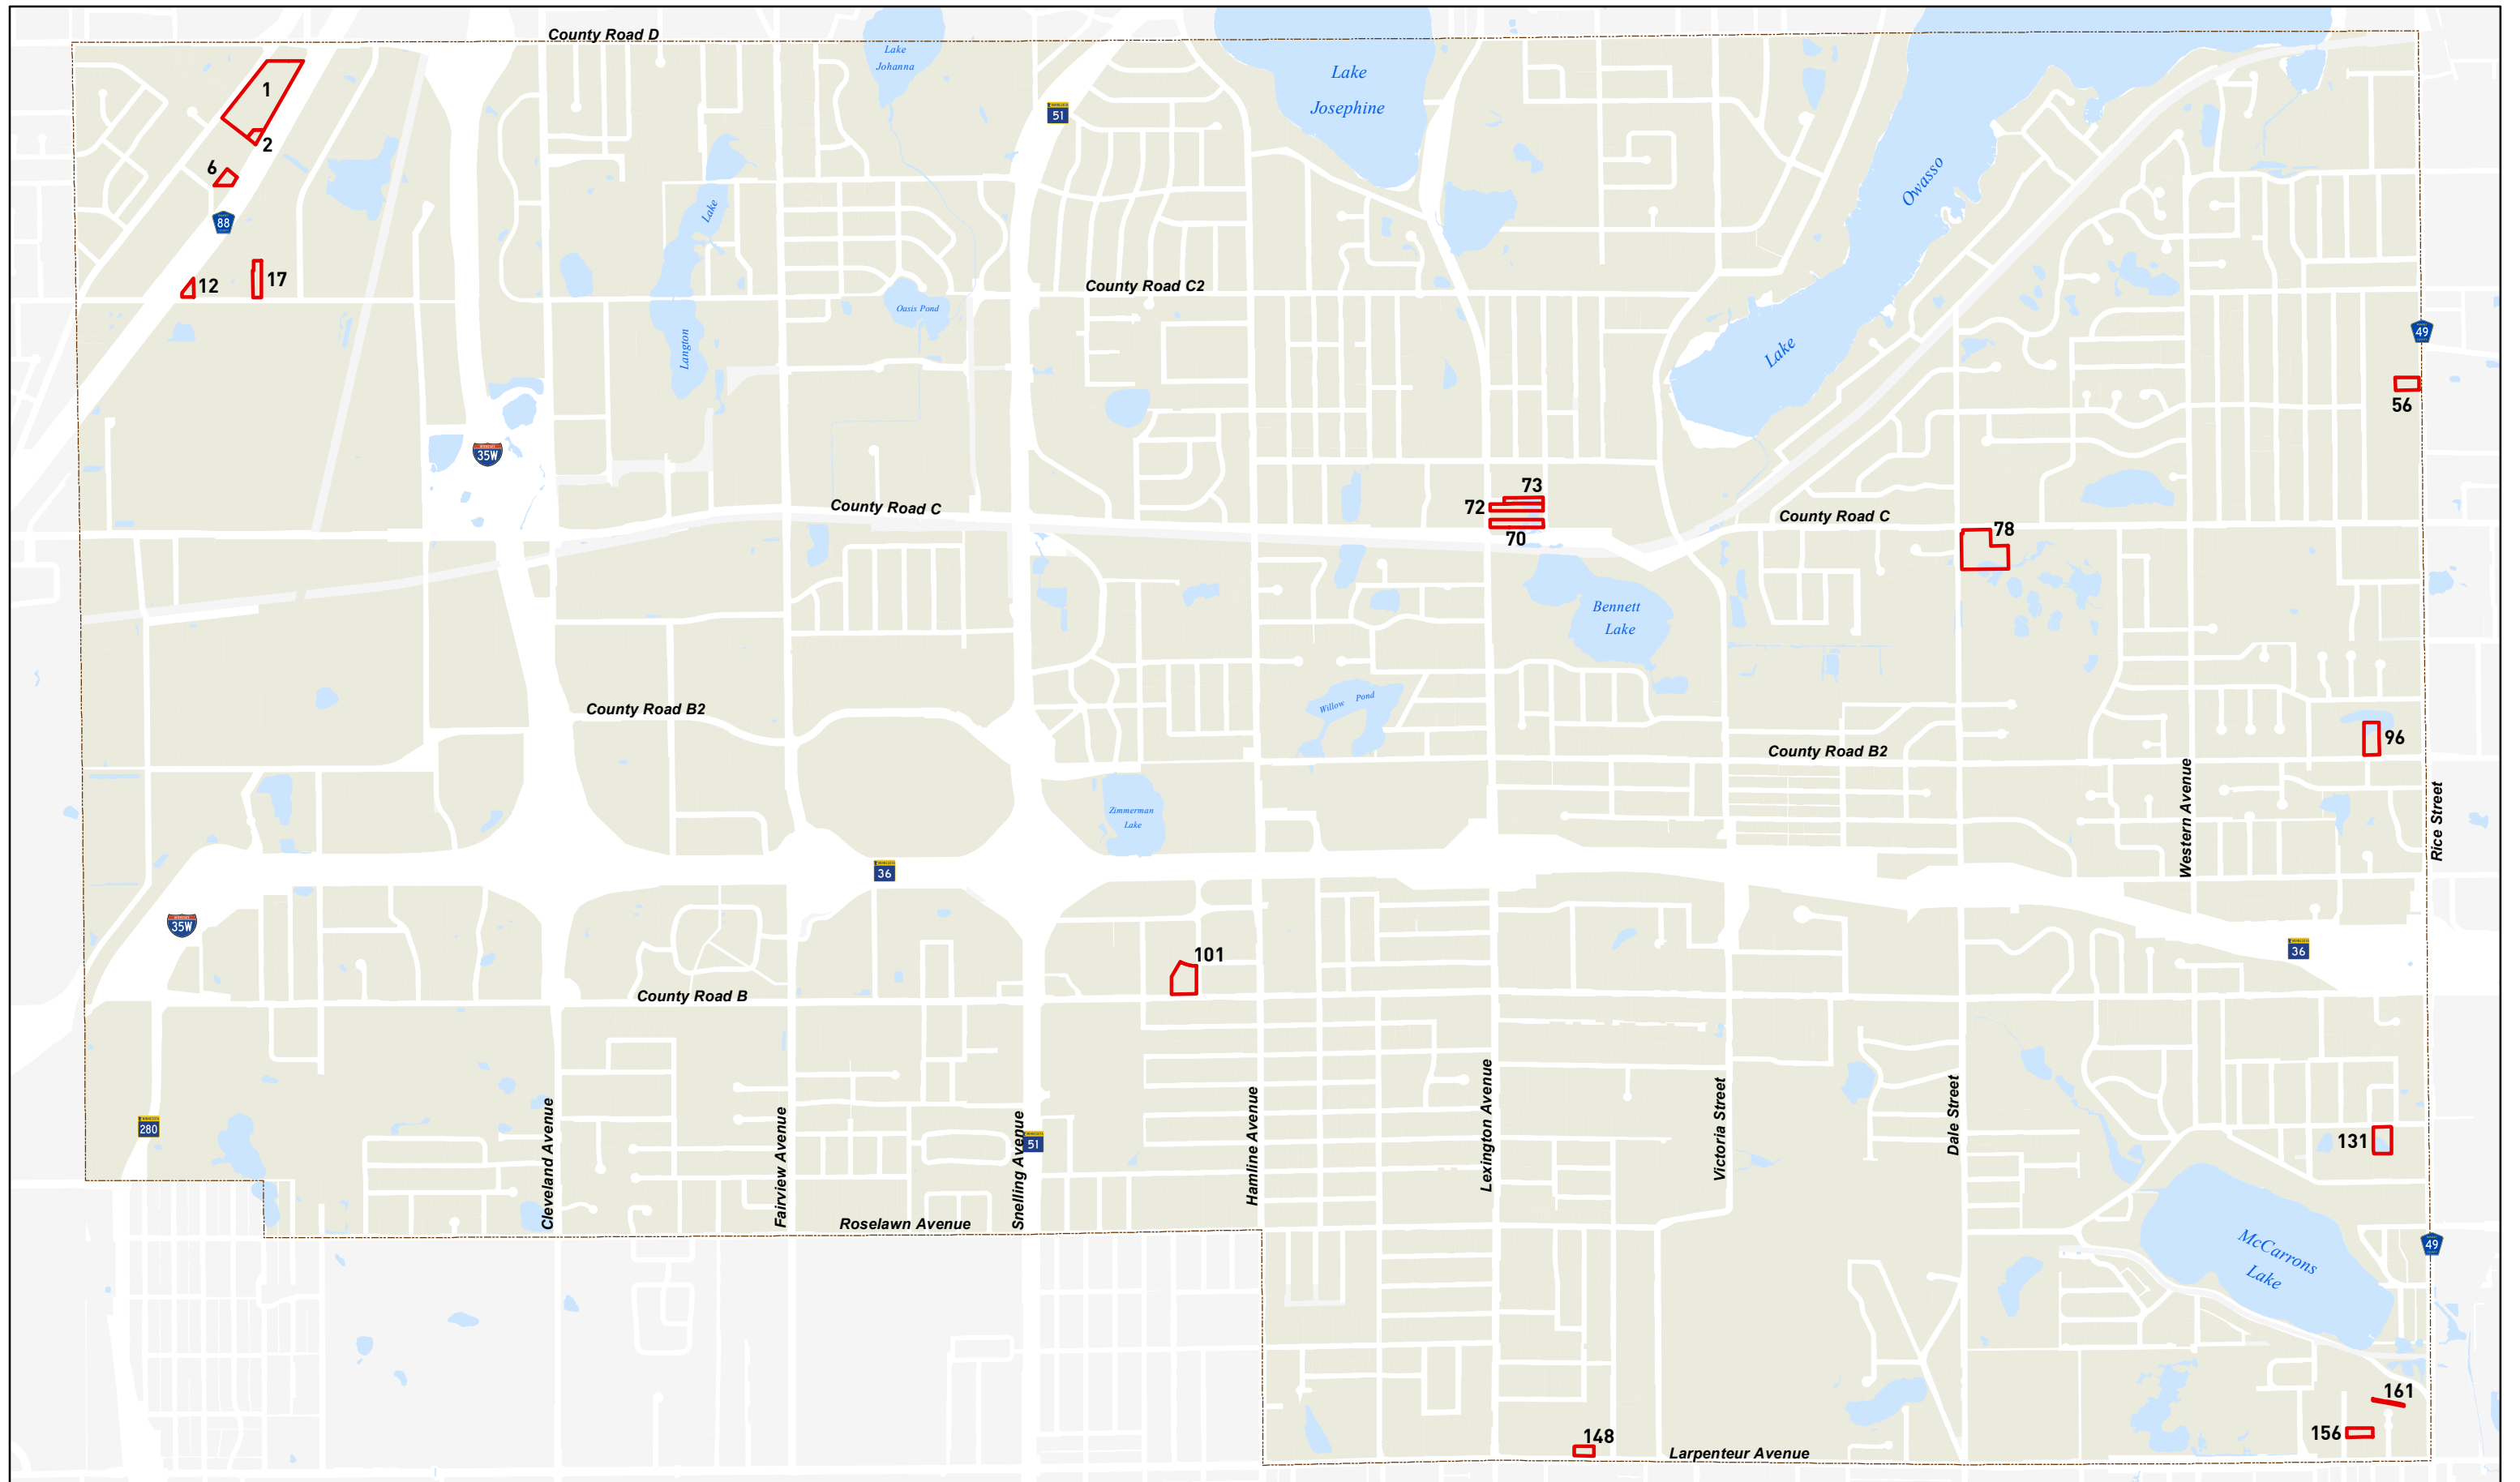 County Road D
Lake
Johanna
Lake
Josephine
1
51
2
6
88
Owasso
Lake
12
17
County Road C2
Oasis Pond
Langton
Lake
49
56
35W
73
72
70
County Road C
County Road C
78
Bennett
Lake
Willow Pond
County Road B2
96
County Road B2
Zimmerman
Lake
Western Avenue
Rice Street
36
35W
36
101
County Road B
280
51
131
Cleveland Avenue
Fairview Avenue
Snelling Avenue
Hamline Avenue
Lexington Avenue
Victoria Street
Dale Street
Roselawn Avenue
McCarrons
Lake
49
161
156
148
Larpenteur Avenue